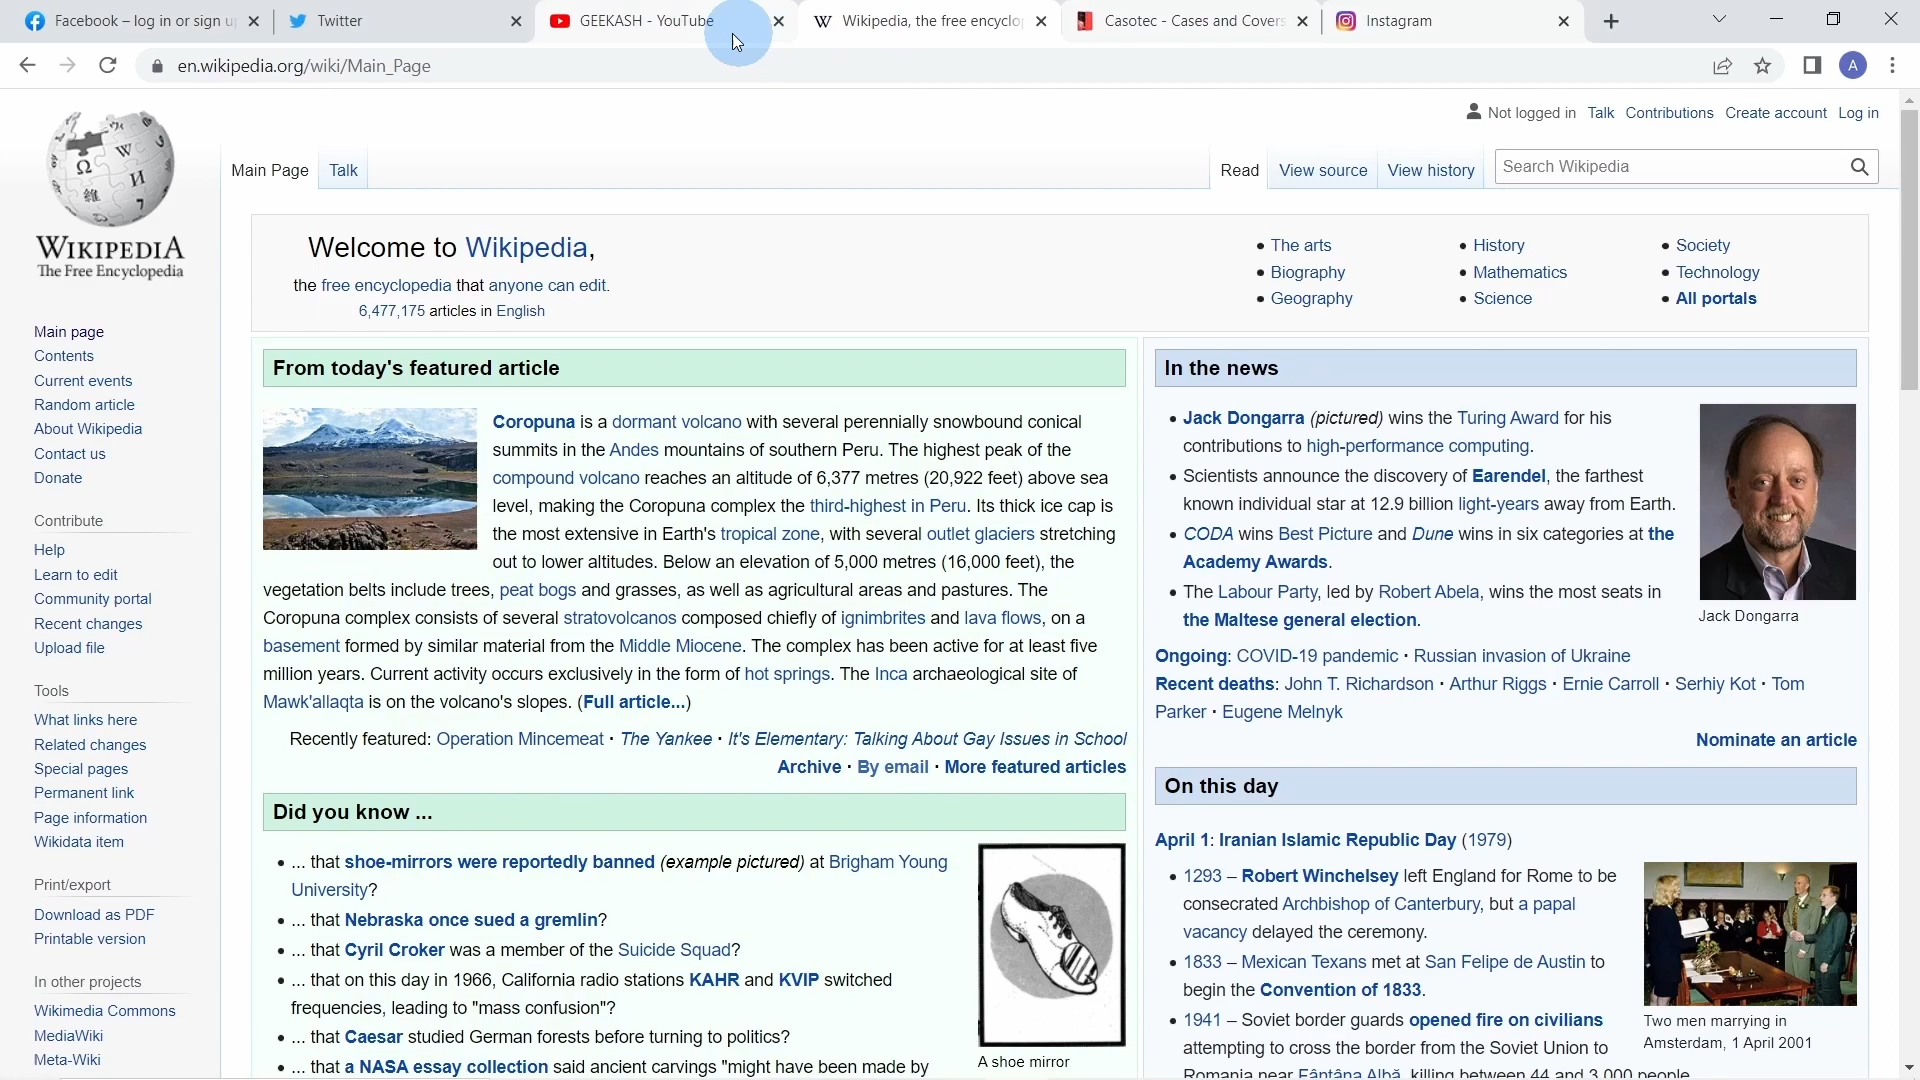 Facebook – log in or sign u
Twitter
GEEKASH - YouTube
Wikipedia, the free encyclo
Casotec - Cases and Covers
Instagram
en.wikipedia.org/wiki/Main_Page
A
Not logged in Talk Contributions Create account Log in
Main Page Talk
Read View source View history Search Wikipedia
WIKIPEDIA
The Free Encyclopedia
Main page
Contents
Current events
Random article
About Wikipedia
Contact us
Donate
Contribute
Help
Learn to edit
Community portal
Recent changes
Upload file
Tools
What links here
Related changes
Special pages
Permanent link
Page information
Wikidata item
Print/export
Download as PDF
Printable version
In other projects
Wikimedia Commons
MediaWiki
Meta-Wiki
Welcome to Wikipedia,
the free encyclopedia that anyone can edit.
6,477,175 articles in English
• The arts
• Biography
• Geography
• History
• Mathematics
• Science
• Society
• Technology
• All portals
From today's featured article
Coropuna is a dormant volcano with several perennially snowbound conical
summits in the Andes mountains of southern Peru. The highest peak of the
compound volcano reaches an altitude of 6,377 metres (20,922 feet) above sea
level, making the Coropuna complex the third-highest in Peru. Its thick ice cap is
the most extensive in Earth's tropical zone, with several outlet glaciers stretching
out to lower altitudes. Below an elevation of 5,000 metres (16,000 feet), the
vegetation belts include trees, peat bogs and grasses, as well as agricultural areas and pastures. The
Coropuna complex consists of several stratovolcanos composed chiefly of ignimbrites and lava flows, on a
basement formed by similar material from the Middle Miocene. The complex has been active for at least five
million years. Current activity occurs exclusively in the form of hot springs. The Inca archaeological site of
Mawk'allaqta is on the volcano's slopes. (Full article...)
Recently featured: Operation Mincemeat · The Yankee · It's Elementary: Talking About Gay Issues in School
Archive · By email · More featured articles
Did you know ...
• ... that shoe-mirrors were reportedly banned (example pictured) at Brigham Young
University?
• ... that Nebraska once sued a gremlin?
• ... that Cyril Croker was a member of the Suicide Squad?
• ... that on this day in 1966, California radio stations KAHR and KVIP switched
frequencies, leading to "mass confusion"?
• ... that Caesar studied German forests before turning to politics?
• ... that a NASA essay collection said ancient carvings "might have been made by
A shoe mirror
In the news
• Jack Dongarra (pictured) wins the Turing Award for his
contributions to high-performance computing.
• Scientists announce the discovery of Earendel, the farthest
known individual star at 12.9 billion light-years away from Earth.
• CODA wins Best Picture and Dune wins in six categories at the
Academy Awards.
• The Labour Party, led by Robert Abela, wins the most seats in
the Maltese general election.
Jack Dongarra
Ongoing: COVID-19 pandemic · Russian invasion of Ukraine
Recent deaths: John T. Richardson · Arthur Riggs · Ernie Carroll · Serhiy Kot · Tom
Parker · Eugene Melnyk
Nominate an article
On this day
April 1: Iranian Islamic Republic Day (1979)
• 1293 – Robert Winchelsey left England for Rome to be
consecrated Archbishop of Canterbury, but a papal
vacancy delayed the ceremony.
• 1833 – Mexican Texans met at San Felipe de Austin to
begin the Convention of 1833.
• 1941 – Soviet border guards opened fire on civilians
attempting to cross the border from the Soviet Union to
Romania near Fântâna Albă, killing between 44 and 3,000 people.
Two men marrying in
Amsterdam, 1 April 2001